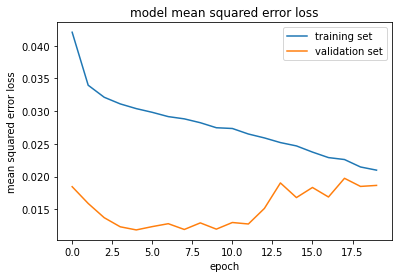 model mean squared error loss
training set
validation set
mean squared error loss
0.040
0.035
0.030
0.025
0.020
0.015
0.0 2.5 5.0 7.5 10.0 12.5 15.0 17.5
epoch